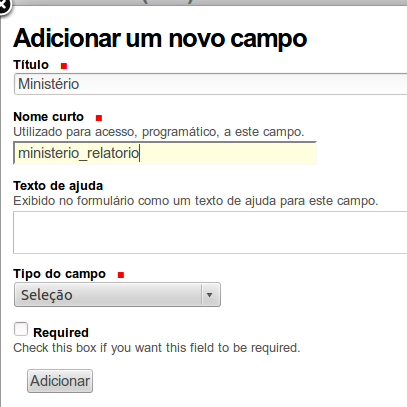 Adicionar um novo campo
Título
Ministério
Nome curto
Utilizado para acesso, programático, a este campo.
ministerio_relatorio
Texto de ajuda
Exibido no formulário como um texto de ajuda para este campo.
Tipo do campo
Seleção
Required
Check this box if you want this field to be required.
Adicionar